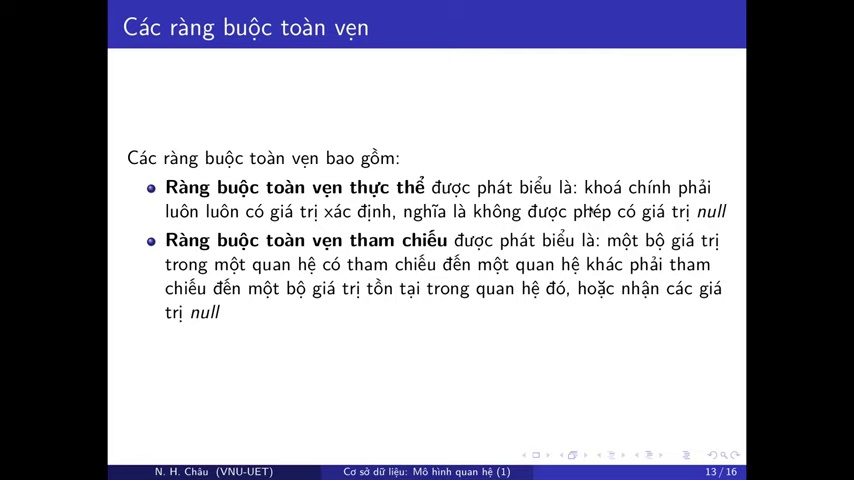 Các ràng buộc toàn vẹn
Các ràng buộc toàn vẹn bao gồm:
Ràng buộc toàn vẹn thực thể được phát biểu là: khoá chính phải
luôn luôn có giá trị xác định, nghĩa là không được phép có giá trị null
Ràng buộc toàn vẹn tham chiếu được phát biểu là: một bộ giá trị
trong một quan hệ có tham chiếu đến một quan hệ khác phải tham
chiếu đến một bộ giá trị tồn tại trong quan hệ đó, hoặc nhận các giá
trị null
N. H. Châu (VNU-UET)
Cơ sở dữ liệu: Mô hình quan hệ (1)
13 / 16